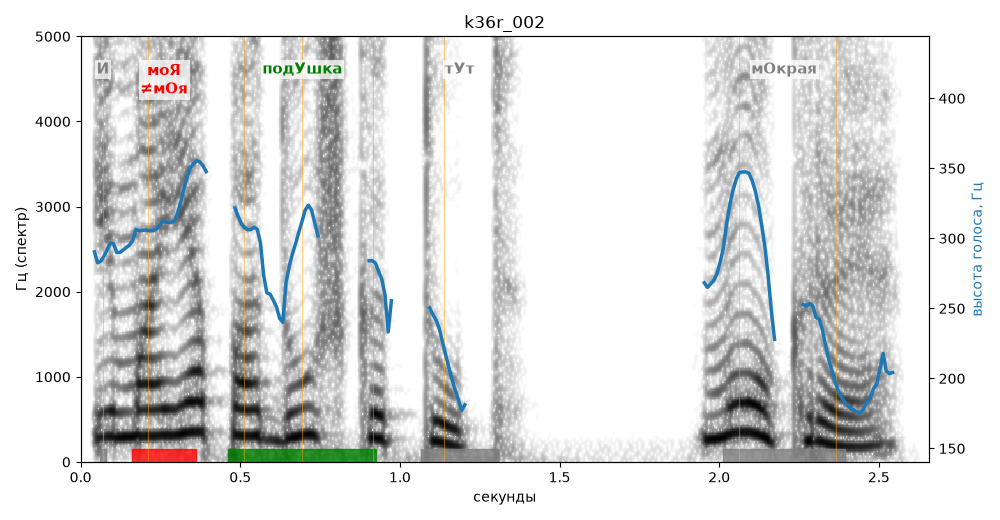 k36r_002
5000
4000
3000
2000
1000
0
Гц (спектр)
И
моЯ
≠мОя
подУшка
тУт
мОкрая
400
350
300
250
200
150
высота голоса, Гц
0.0 0.5 1.0 1.5 2.0 2.5
секунды